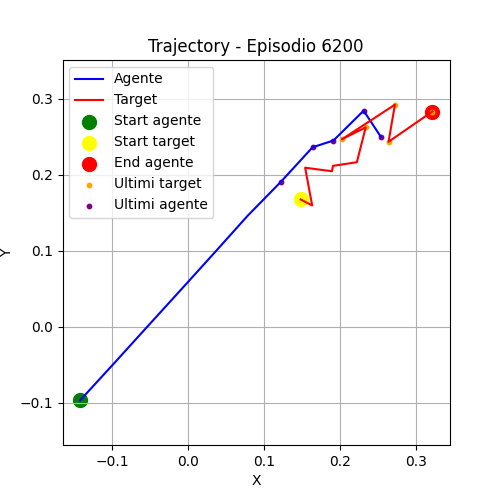 Trajectory - Episodio 6200
Agente
Target
Start agente
Start target
End agente
Ultimi target
Ultimi agente
Y
0.3
0.2
0.1
0.0
−0.1
−0.1
0.0
0.1
0.2
0.3
X